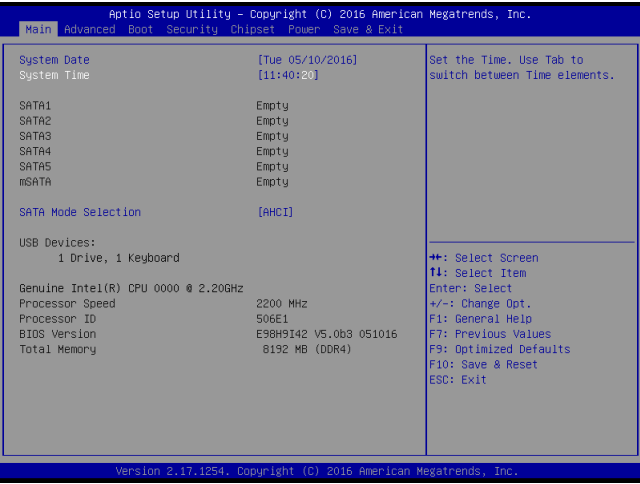 Aptio Setup Utility – Copyright (C) 2016 American Megatrends, Inc.
Main Advanced Boot Security Chipset Power Save & Exit
System Date [Tue 05/10/2016]
System Time [11:40:20]
SATA1 Empty
SATA2 Empty
SATA3 Empty
SATA4 Empty
SATA5 Empty
mSATA Empty
SATA Mode Selection [AHCI]
USB Devices:
1 Drive, 1 Keyboard
Genuine Intel(R) CPU 0000 @ 2.20GHz
Processor Speed 2200 MHz
Processor ID 506E1
BIOS Version E98H9I42 V5.0b3 051016
Total Memory 8192 MB (DDR4)
Set the Time. Use Tab to
switch between Time elements.
→←: Select Screen
↑↓: Select Item
Enter: Select
+/-: Change Opt.
F1: General Help
F7: Previous Values
F9: Optimized Defaults
F10: Save & Reset
ESC: Exit
Version 2.17.1254. Copyright (C) 2016 American Megatrends, Inc.